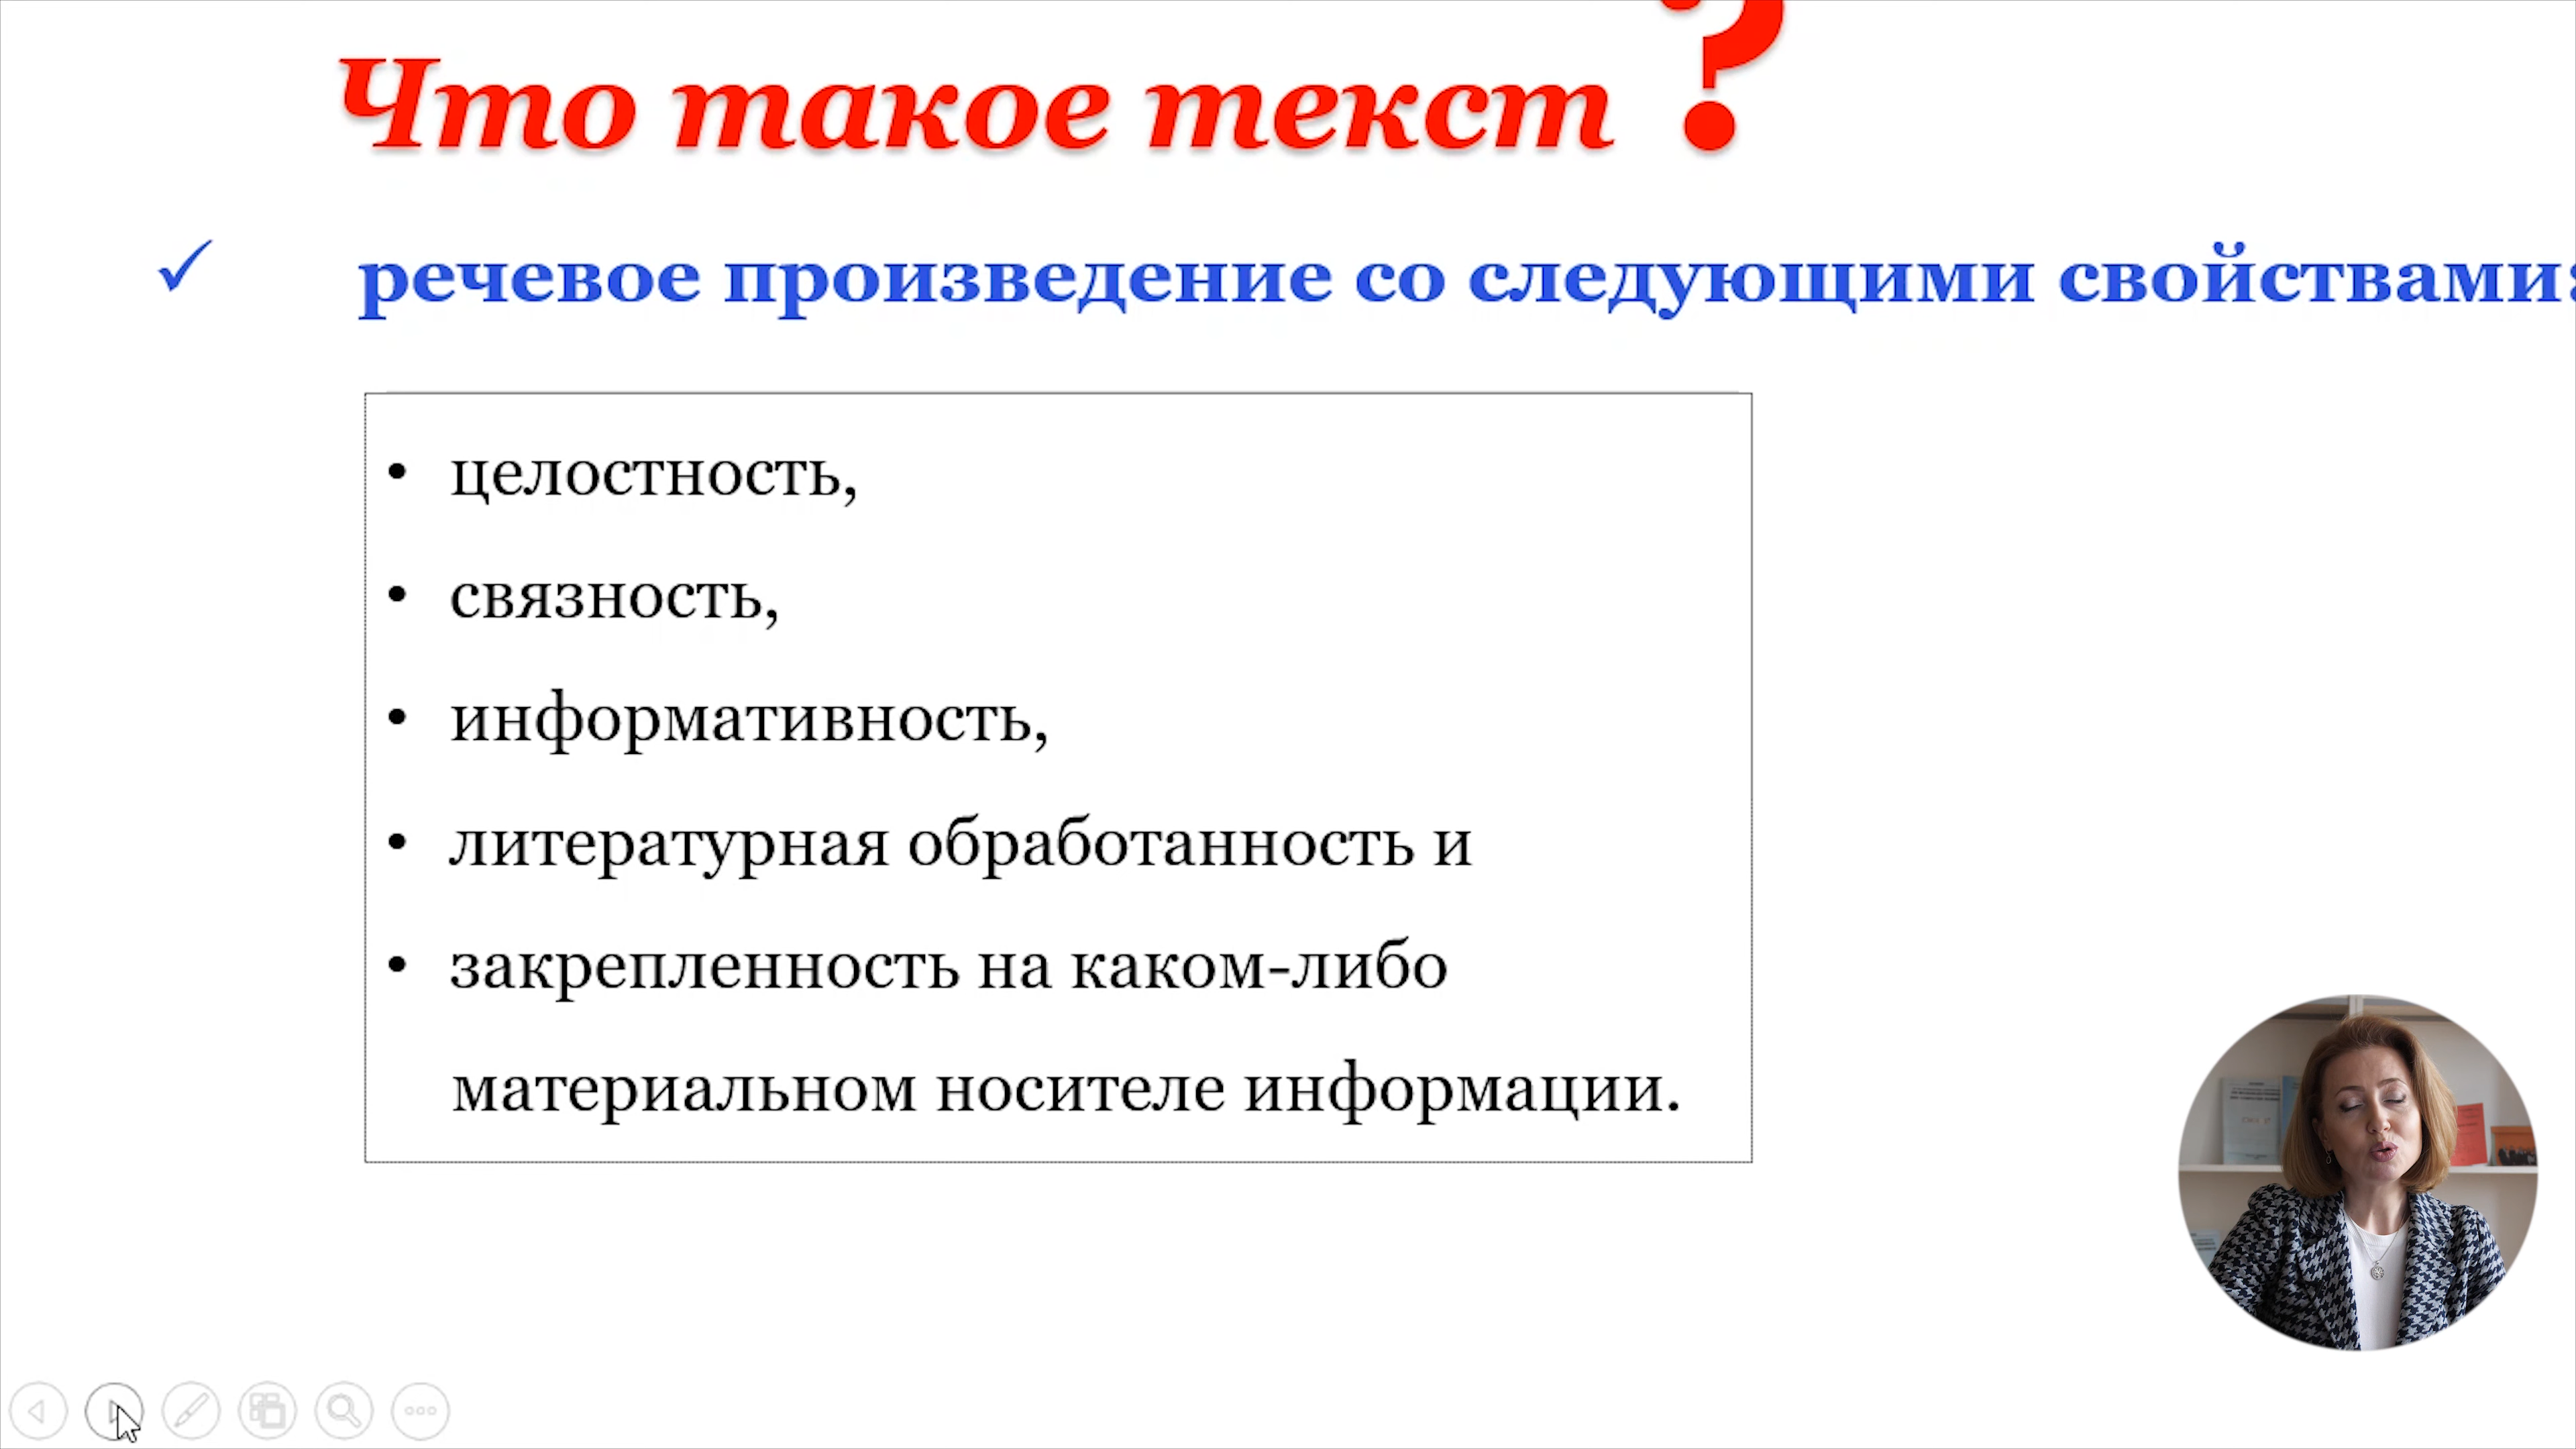 Что такое текст ?
✓ речевое произведение со следующими свойствами:
• целостность,
• связность,
• информативность,
• литературная обработанность и
• закрепленность на каком-либо
материальном носителе информации.